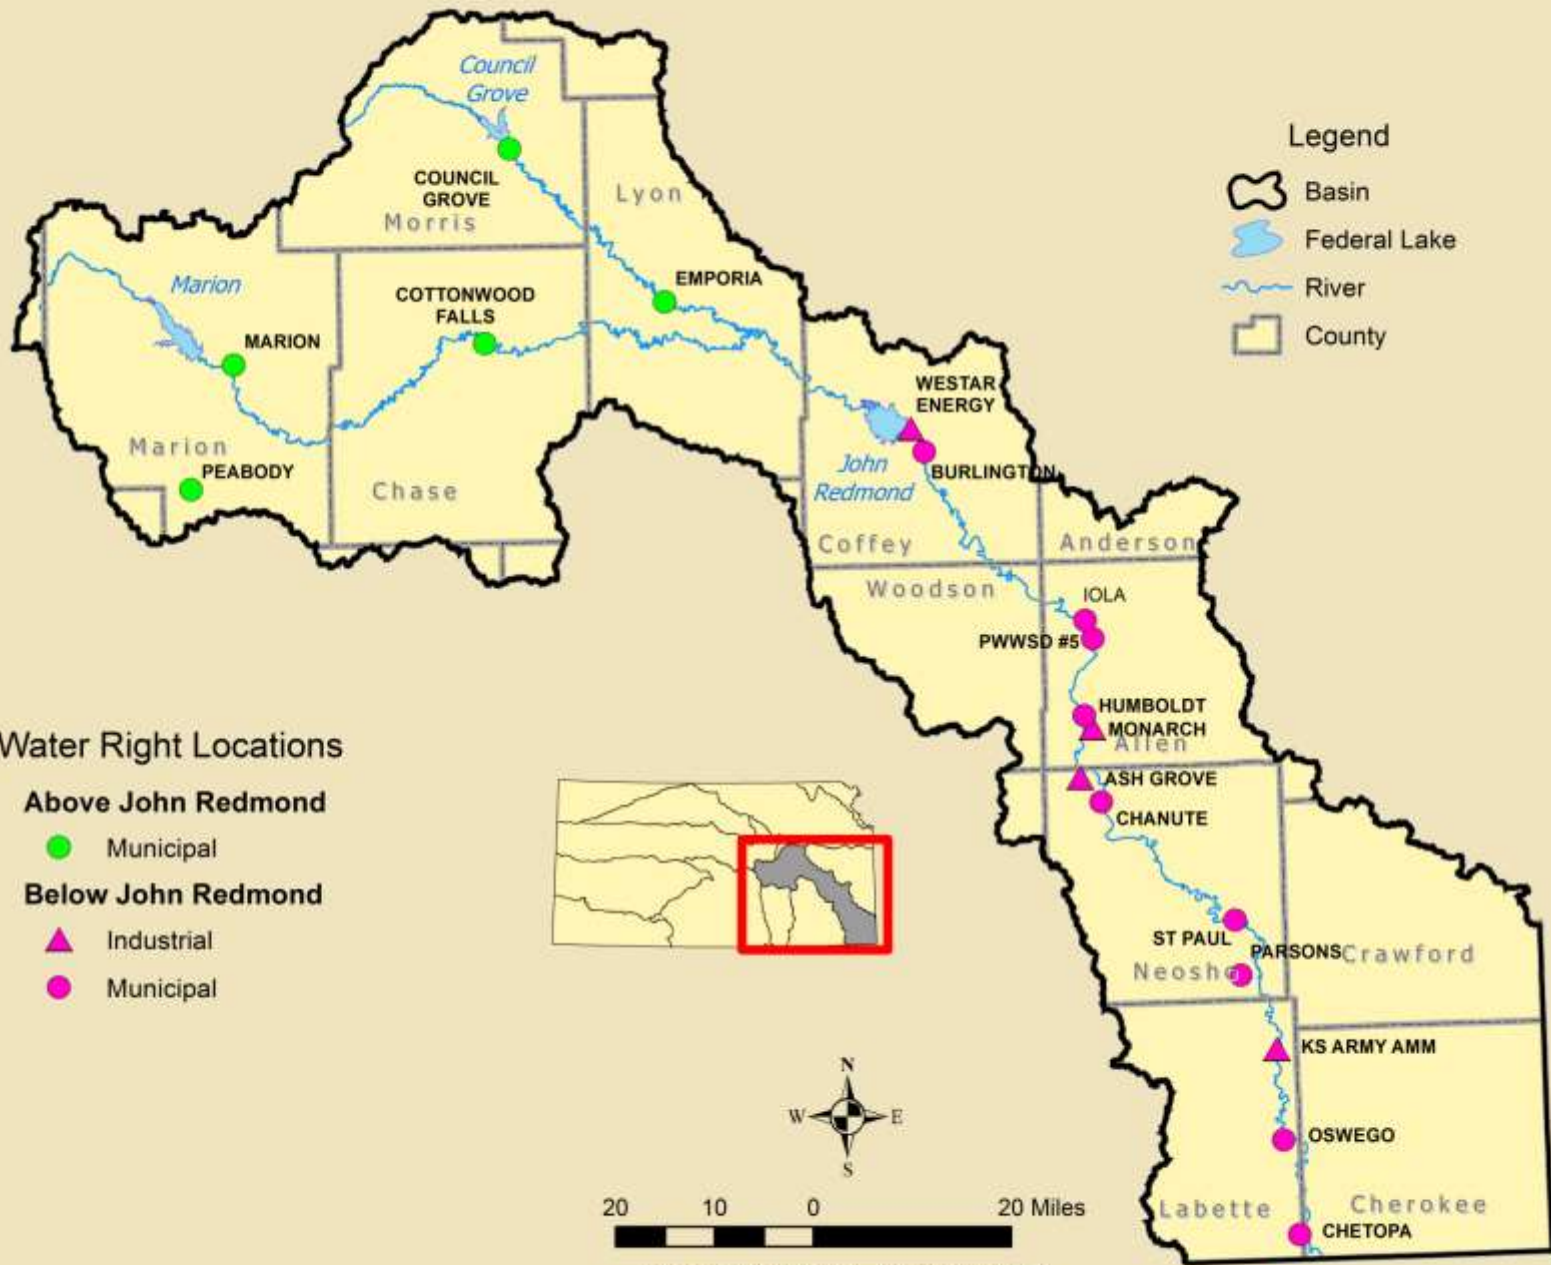 Council
Grove
COUNCIL
GROVE
Morris
Lyon
Marion
MARION
COTTONWOOD
FALLS
EMPORIA
Marion
PEABODY
Chase
WESTAR
ENERGY
BURLINGTON
John
Redmond
Coffey
Anderson
Woodson
IOLA
PWWSD #5
HUMBOLDT
MONARCH
Allen
ASH GROVE
CHANUTE
ST PAUL
PARSONS
Neosho
Crawford
KS ARMY AMM
OSWEGO
Labette
Cherokee
CHETOPA
Legend
Basin
Federal Lake
River
County
Water Right Locations
Above John Redmond
Municipal
Below John Redmond
Industrial
Municipal
N
W E
S
20 10 0 20 Miles